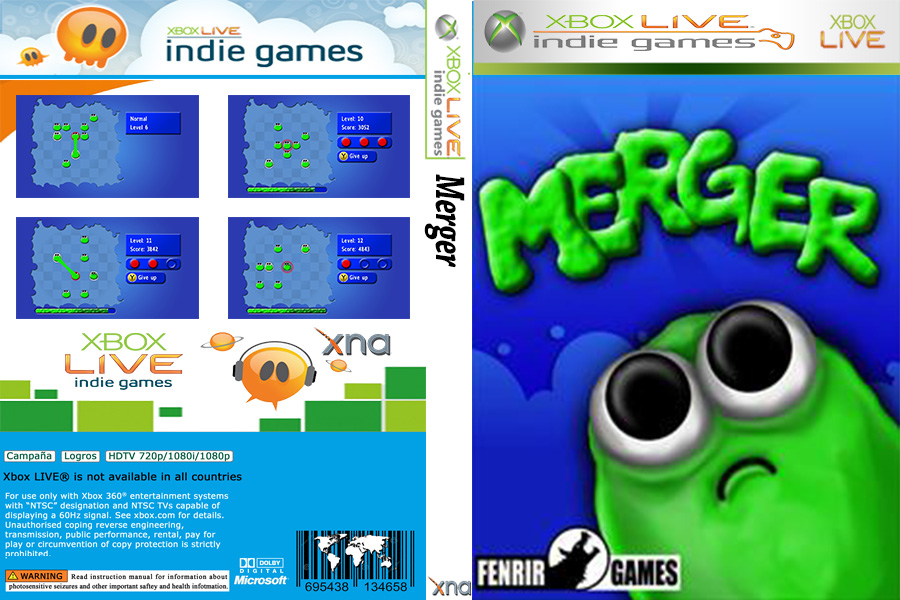 XBOX LIVE
indie games
Normal
Level 6
Level: 10
Score: 3052
Y Give up
Level: 11
Score: 3842
Y Give up
Level: 12
Score: 4843
Y Give up
XBOX
LIVE
indie games
xna
Campaña Logros HDTV 720p/1080i/1080p
Xbox LIVE® is not available in all countries
For use only with Xbox 360® entertainment systems
with “NTSC” designation and NTSC TVs capable of
displaying a 60Hz signal. See xbox.com for details.
Unauthorised coping reverse engineering,
transmission, public performance, rental, pay for
play or circumvention of copy protection is strictly
prohibited.
WARNING Read instruction manual for information about
photosensitive seizures and other important saftey and health infotmation.
DOLBY
DIGITAL
Microsoft
695438 134658
XBOX LIVE
indie games
Merger
xna
XBOX LIVE
indie games
XBOX
LIVE
MERGER
FENRIR GAMES